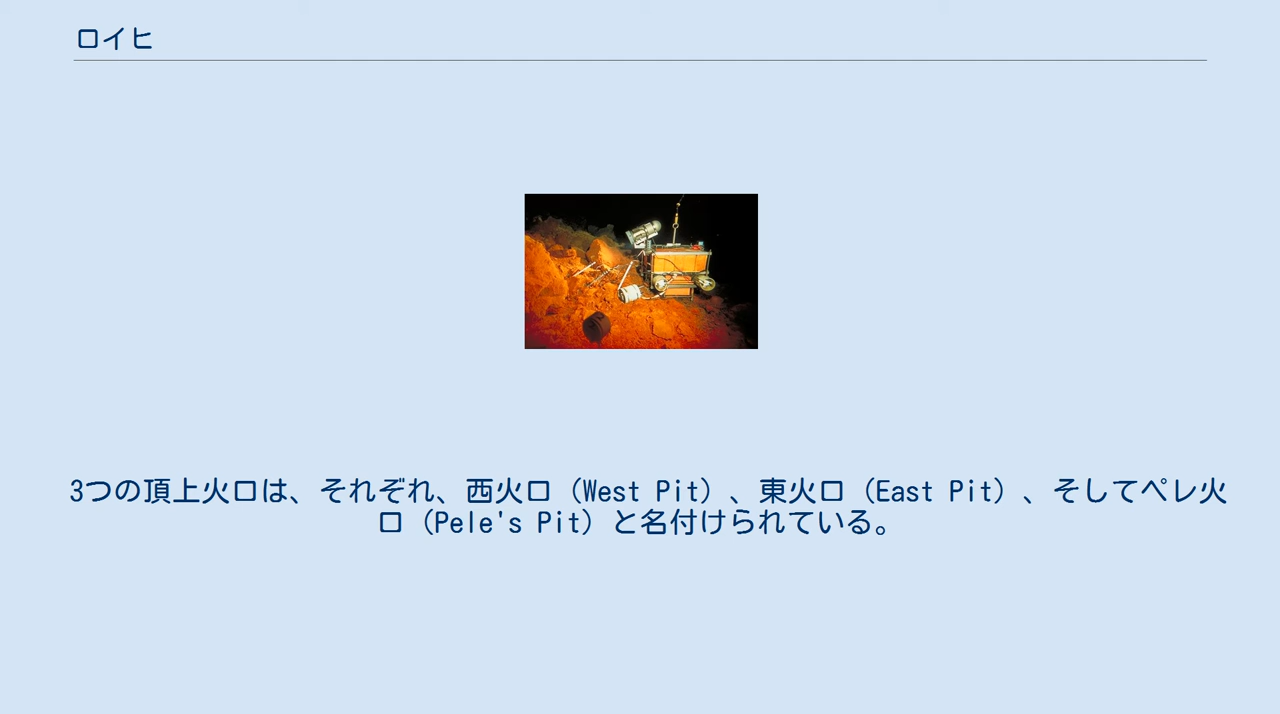 ロイヒ
3つの頂上火口は、それぞれ、西火口（West Pit）、東火口（East Pit）、そしてペレ火
口（Pele's Pit）と名付けられている。